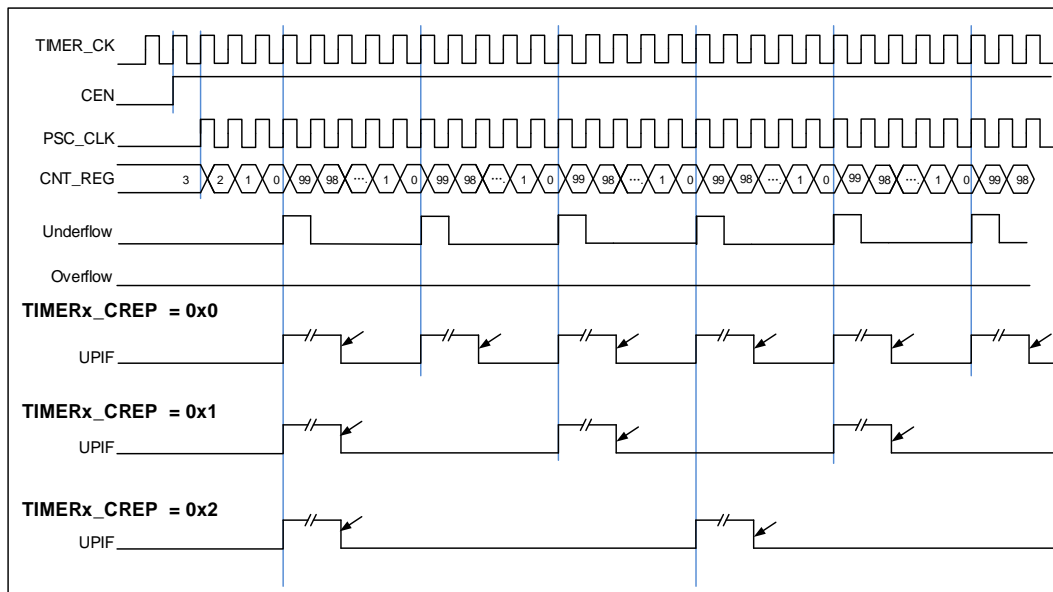 TIMER_CK
CEN
PSC_CLK
CNT_REG 3 2 1 0 99 98 ... 1 0 99 98 ... 1 0 99 98 .... 1 0 99 98 ... 1 0 99 98 ... 1 0 99 98
Underflow
Overflow
TIMERx_CREP = 0x0
UPIF
TIMERx_CREP = 0x1
UPIF
TIMERx_CREP = 0x2
UPIF